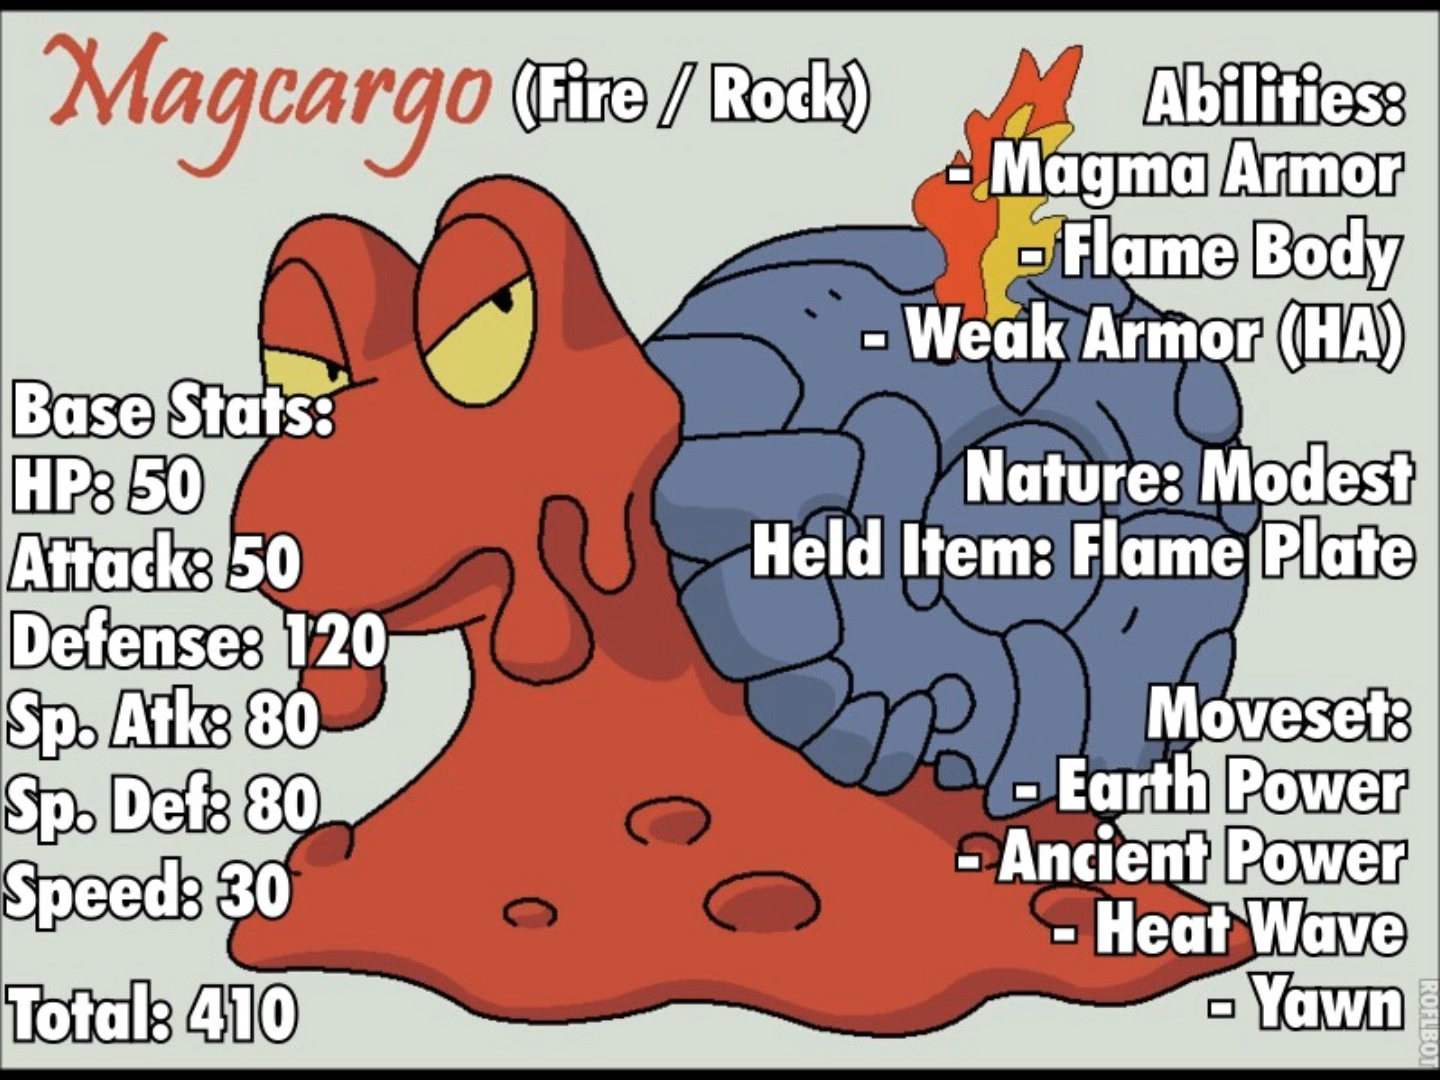 Magcargo (Fire / Rock)
Abilities:
- Magma Armor
- Flame Body
- Weak Armor (HA)
Base Stats:
HP: 50
Attack: 50
Defense: 120
Sp. Atk: 80
Sp. Def: 80
Speed: 30
Total: 410
Nature: Modest
Held Item: Flame Plate
Moveset:
- Earth Power
- Ancient Power
- Heat Wave
- Yawn
ROFLBOT